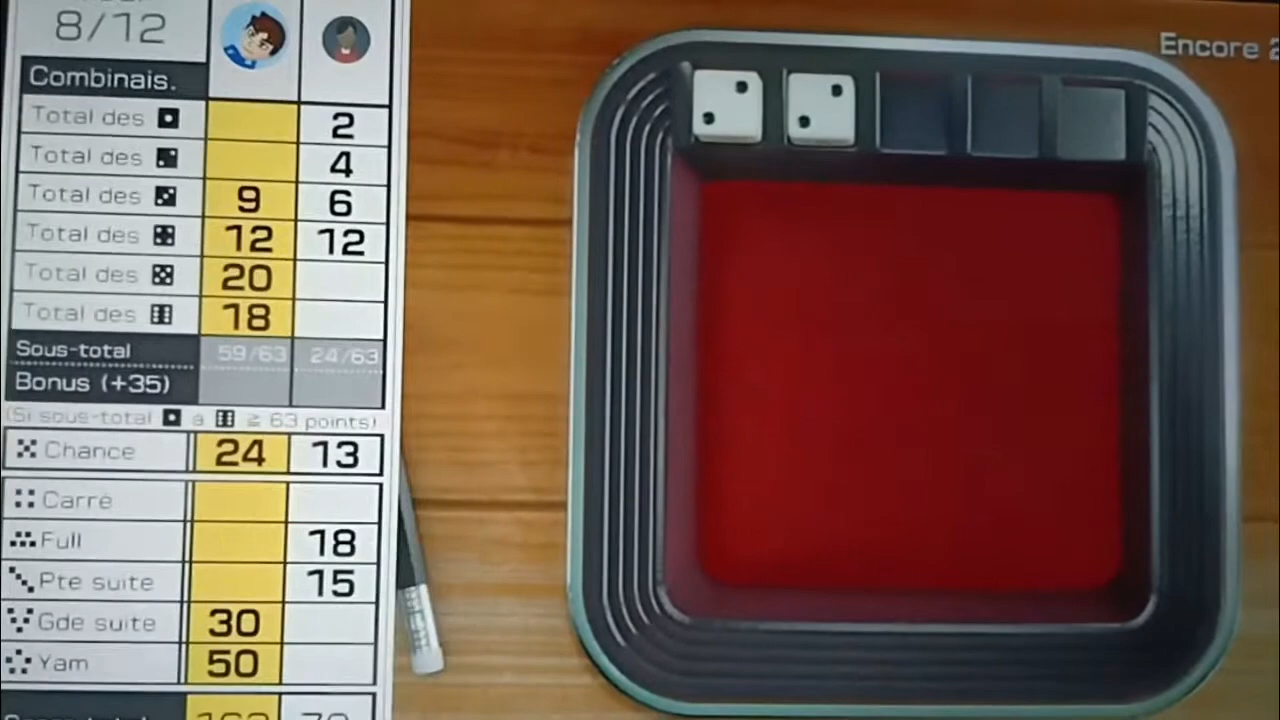 8/12
Encore 2
Combinais.
Total des 2
Total des 4
Total des 9 6
Total des 12 12
Total des 20
Total des 18
Sous-total 59/63 24/63
Bonus (+35)
(Si sous-total à ≥ 63 points)
Chance 24 13
Carré
Full 18
Pte suite 15
Gde suite 30
Yam 50